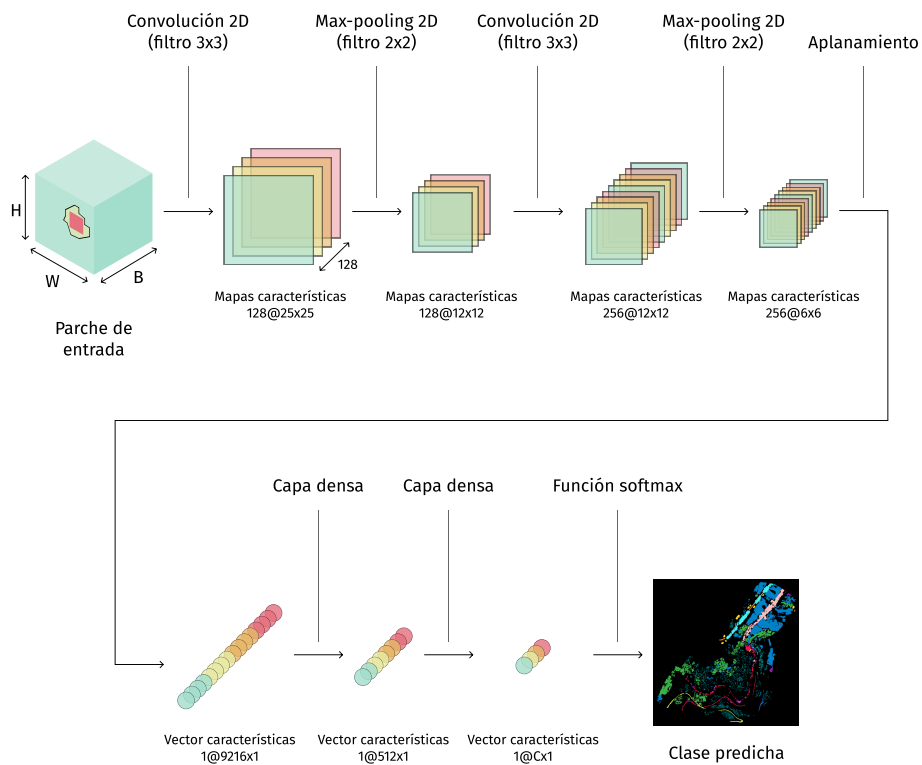 Convolución 2D
(filtro 3x3)
Max-pooling 2D
(filtro 2x2)
Convolución 2D
(filtro 3x3)
Max-pooling 2D
(filtro 2x2)
Aplanamiento
H
W
B
128
Parche de
entrada
Mapas características
128@25x25
Mapas características
128@12x12
Mapas características
256@12x12
Mapas características
256@6x6
Capa densa
Capa densa
Función softmax
Vector características
1@9216x1
Vector características
1@512x1
Vector características
1@Cx1
Clase predicha